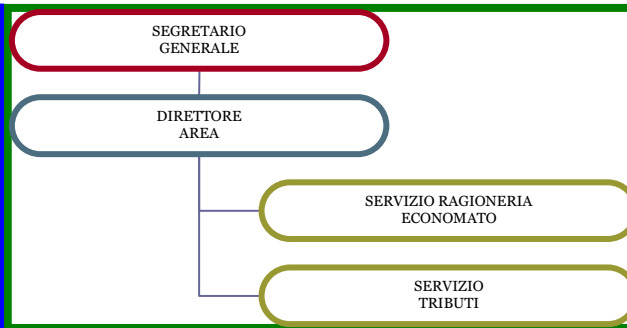 SEGRETARIO
GENERALE
DIRETTORE
AREA
SERVIZIO RAGIONERIA
ECONOMATO
SERVIZIO
TRIBUTI